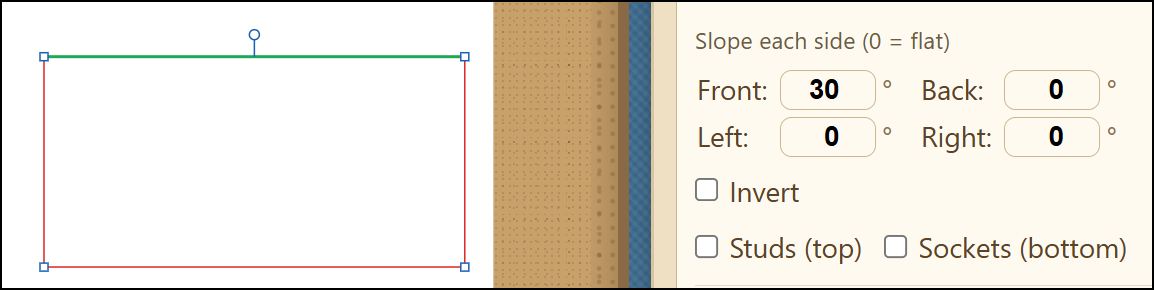 Slope each side (0 = flat)
Front: 30 ° Back: 0 °
Left: 0 ° Right: 0 °
Invert
Studs (top) Sockets (bottom)